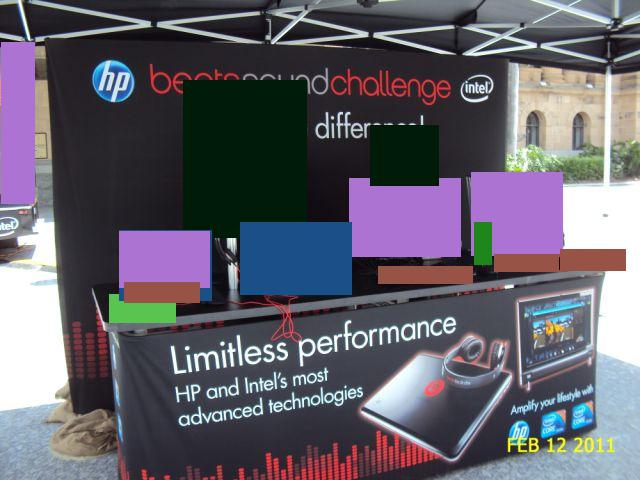 hp beatssoundchallenge intel
difference!
intel
Limitless performance
HP and Intel's most
advanced technologies
Amplify your lifestyle with
hp
FEB 12 2011